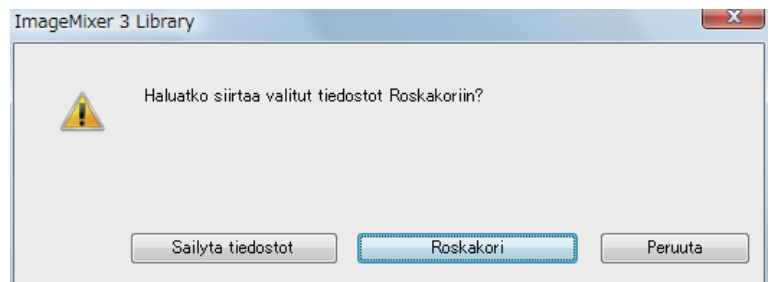 ImageMixer 3 Library
Haluatko siirtaa valitut tiedostot Roskakoriin?
Sailyta tiedostot Roskakori Peruuta